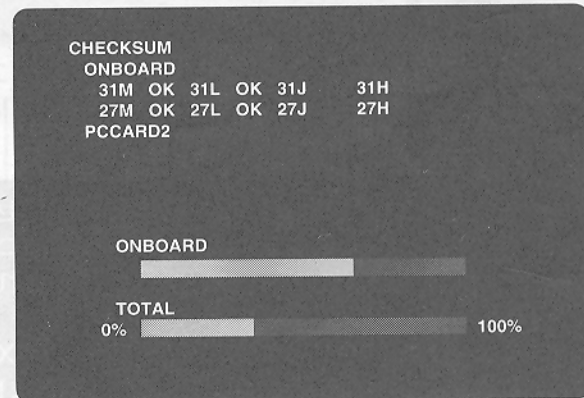 CHECKSUM
ONBOARD
31M OK 31L OK 31J 31H
27M OK 27L OK 27J 27H
PCCARD2
ONBOARD
TOTAL
0% 100%